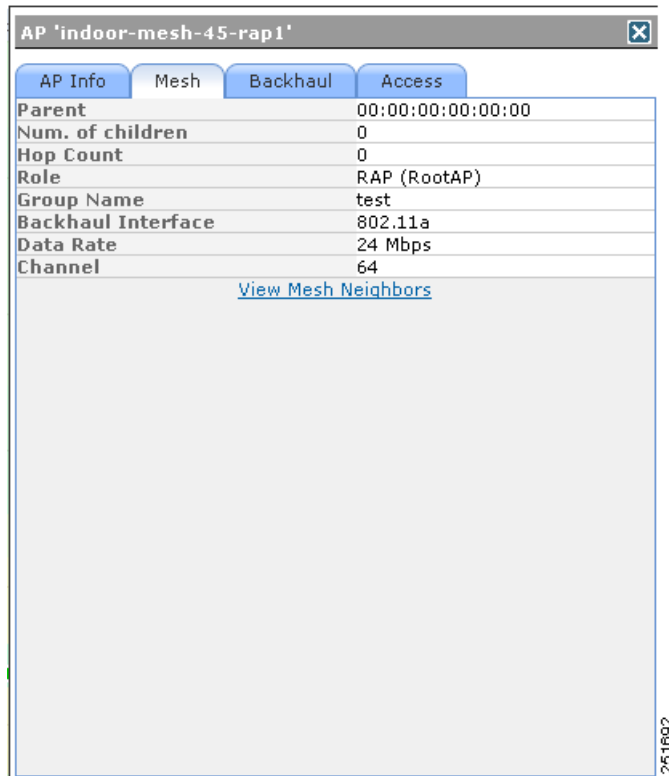 AP 'indoor-mesh-45-rap1'
AP Info Mesh Backhaul Access
Parent 00:00:00:00:00:00
Num. of children 0
Hop Count 0
Role RAP (RootAP)
Group Name test
Backhaul Interface 802.11a
Data Rate 24 Mbps
Channel 64
View Mesh Neighbors
251692